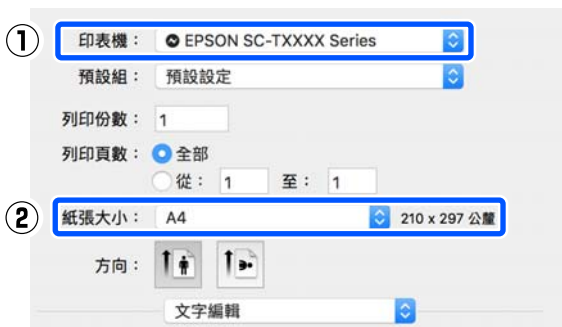 ① 印表機： EPSON SC-TXXXX Series
預設組： 預設設定
列印份數： 1
列印頁數： 全部
從： 1 至： 1
② 紙張大小： A4 210 x 297 公釐
方向：
文字編輯